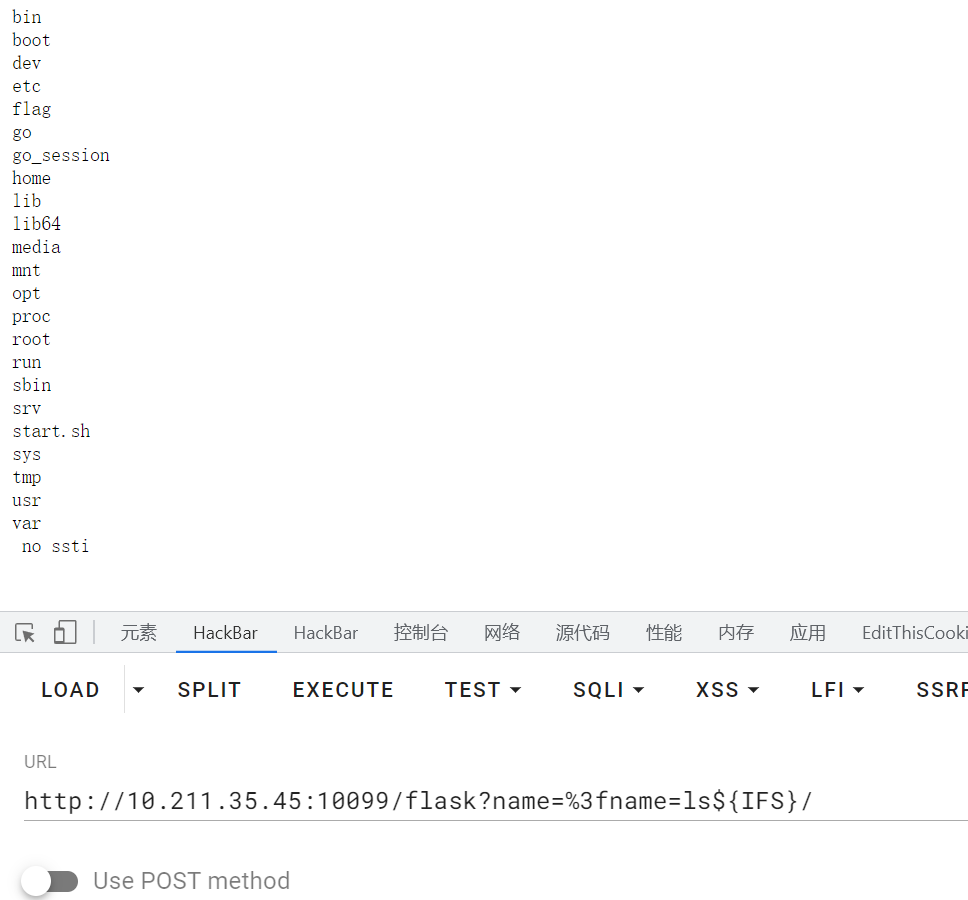 bin
boot
dev
etc
flag
go
go_session
home
lib
lib64
media
mnt
opt
proc
root
run
sbin
srv
start.sh
sys
tmp
usr
var
no ssti
元素 HackBar HackBar 控制台 网络 源代码 性能 内存 应用 EditThisCooki
LOAD SPLIT EXECUTE TEST SQLI XSS LFI SSRF
URL
http://10.211.35.45:10099/flask?name=%3fname=ls${IFS}/
Use POST method